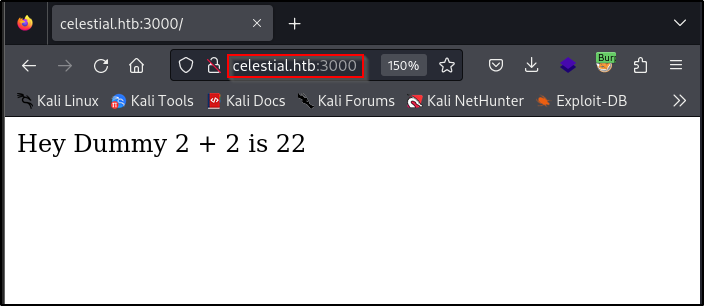 celestial.htb:3000/
celestial.htb:3000
150%
Burp
Kali Linux
Kali Tools
Kali Docs
Kali Forums
Kali NetHunter
Exploit-DB
Hey Dummy 2 + 2 is 22